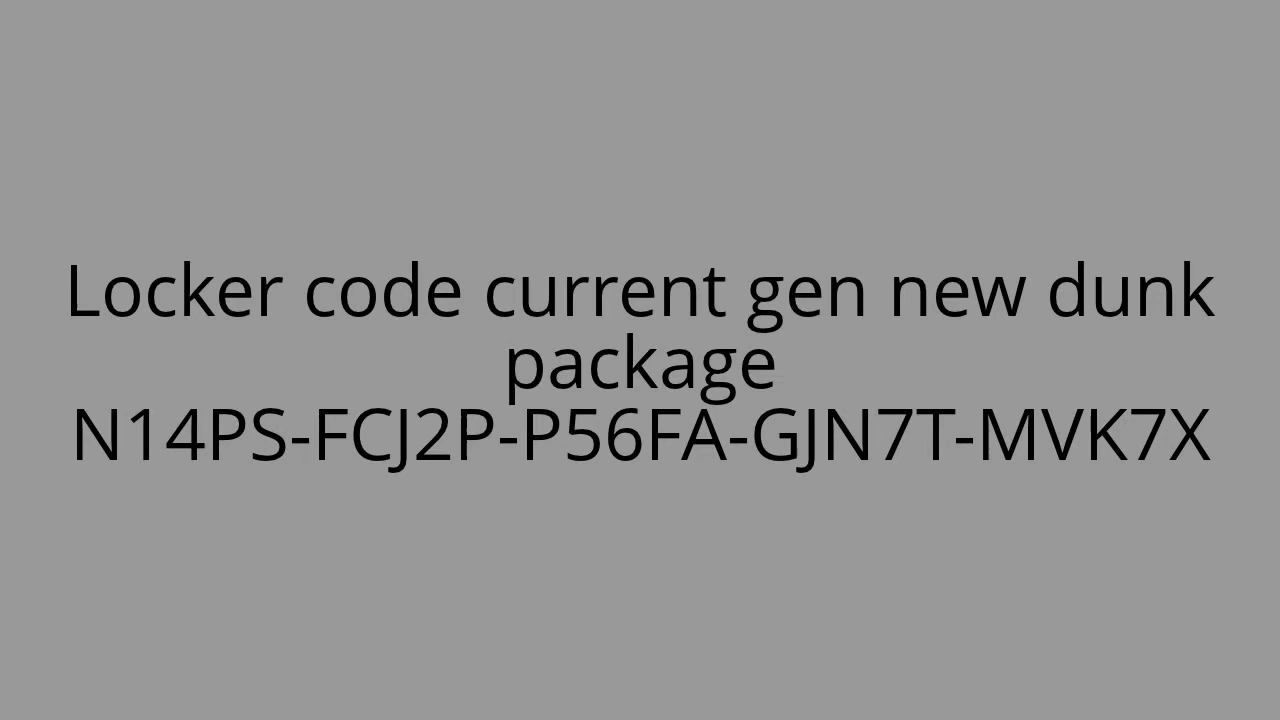 Locker code current gen new dunk
package
N14PS-FCJ2P-P56FA-GJN7T-MVK7X